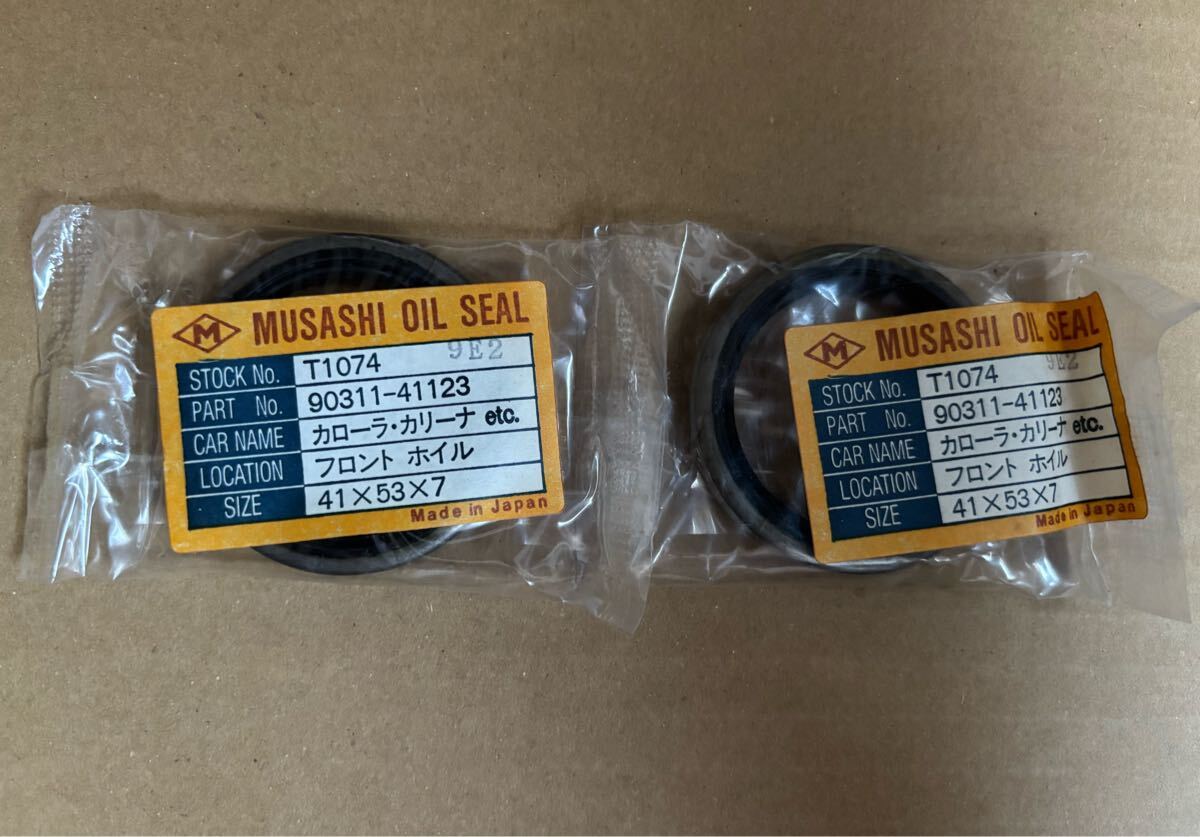 M MUSASHI OIL SEAL
9E2
STOCK No. T1074
PART No. 90311-41123
CAR NAME カローラ・カリーナ etc.
LOCATION フロント ホイル
SIZE 41×53×7
Made in Japan
M MUSASHI OIL SEAL
9E2
STOCK No. T1074
PART No. 90311-41123
CAR NAME カローラ・カリーナ etc.
LOCATION フロント ホイル
SIZE 41×53×7
Made in Japan